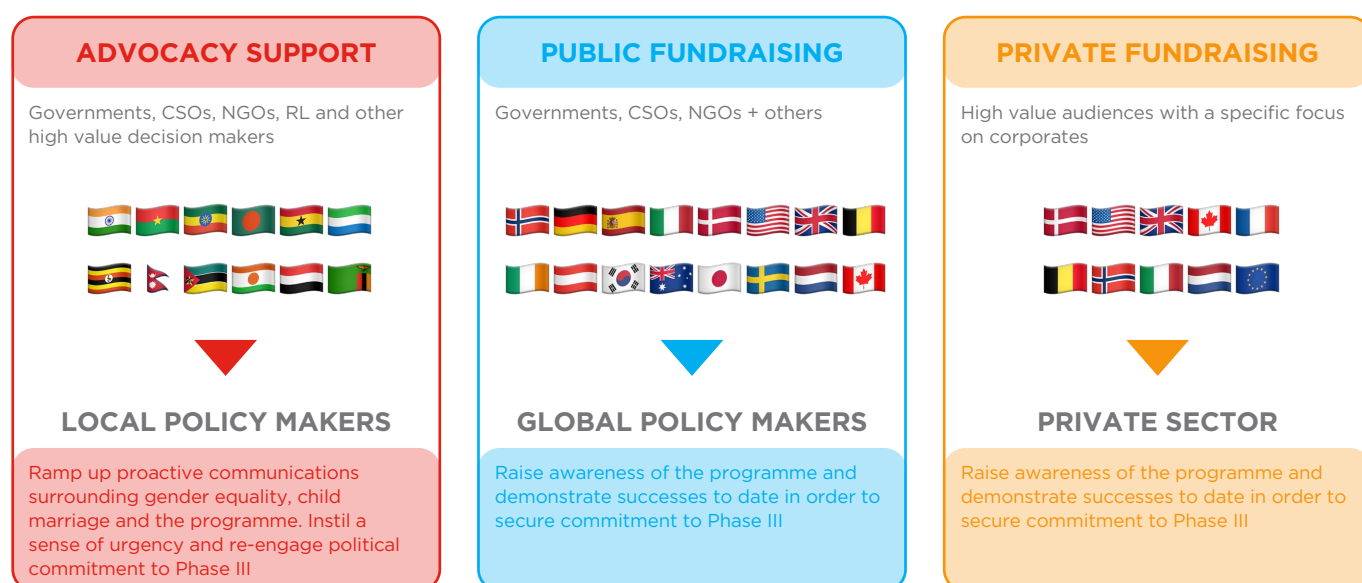 ADVOCACY SUPPORT
Governments, CSOs, NGOs, RL and other
high value decision makers
LOCAL POLICY MAKERS
Ramp up proactive communications
surrounding gender equality, child
marriage and the programme. Instil a
sense of urgency and re-engage political
commitment to Phase III
PUBLIC FUNDRAISING
Governments, CSOs, NGOs + others
GLOBAL POLICY MAKERS
Raise awareness of the programme and
demonstrate successes to date in order to
secure commitment to Phase III
PRIVATE FUNDRAISING
High value audiences with a specific focus
on corporates
PRIVATE SECTOR
Raise awareness of the programme and
demonstrate successes to date in order to
secure commitment to Phase III